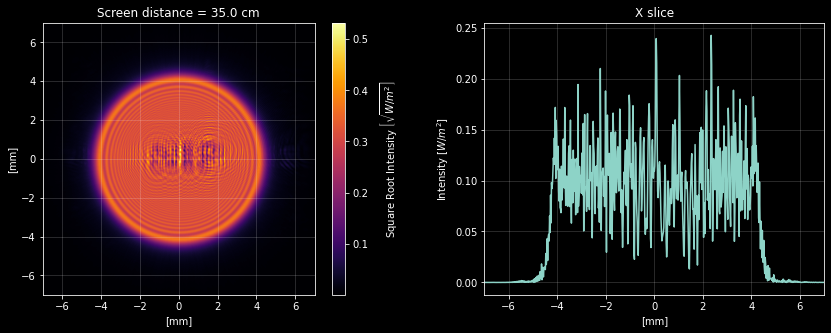 Screen distance = 35.0 cm
6
4
2
0
−2
−4
−6
[mm]
−6 −4 −2 0 2 4 6
[mm]
0.5
0.4
0.3
0.2
0.1
Square Root Intensity [√W/m²]
X slice
0.25
0.20
0.15
0.10
0.05
0.00
Intensity [W/m²]
−6 −4 −2 0 2 4 6
[mm]